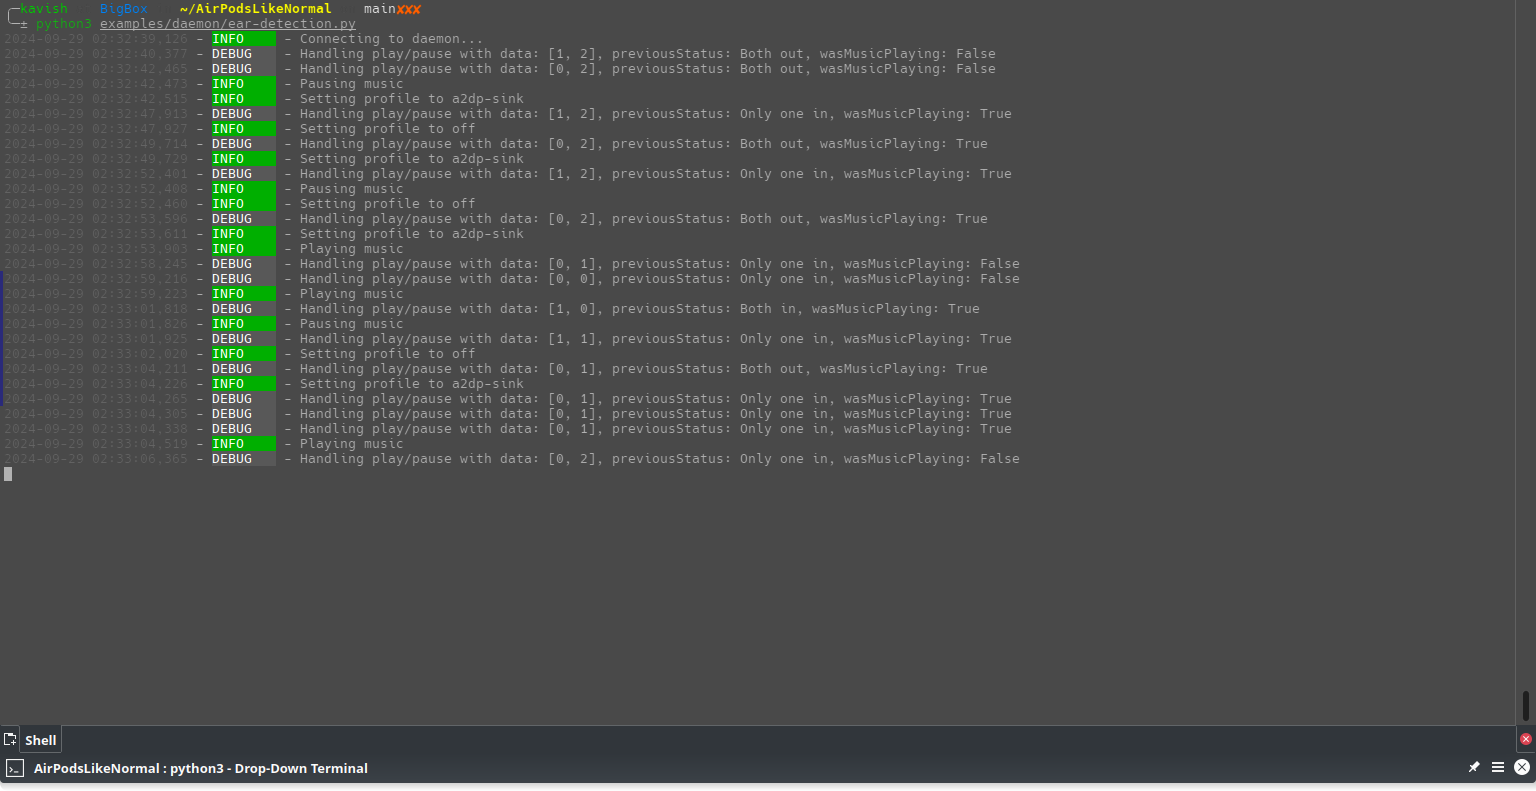 kavish BigBox ~/AirPodsLikeNormal main✘✘✘
± python3 examples/daemon/ear-detection.py
2024-09-29 02:32:39,126 - INFO - Connecting to daemon...
2024-09-29 02:32:40,377 - DEBUG - Handling play/pause with data: [1, 2], previousStatus: Both out, wasMusicPlaying: False
2024-09-29 02:32:42,465 - DEBUG - Handling play/pause with data: [0, 2], previousStatus: Both out, wasMusicPlaying: False
2024-09-29 02:32:42,473 - INFO - Pausing music
2024-09-29 02:32:42,515 - INFO - Setting profile to a2dp-sink
2024-09-29 02:32:47,913 - DEBUG - Handling play/pause with data: [1, 2], previousStatus: Only one in, wasMusicPlaying: True
2024-09-29 02:32:47,927 - INFO - Setting profile to off
2024-09-29 02:32:49,714 - DEBUG - Handling play/pause with data: [0, 2], previousStatus: Both out, wasMusicPlaying: True
2024-09-29 02:32:49,729 - INFO - Setting profile to a2dp-sink
2024-09-29 02:32:52,401 - DEBUG - Handling play/pause with data: [1, 2], previousStatus: Only one in, wasMusicPlaying: True
2024-09-29 02:32:52,408 - INFO - Pausing music
2024-09-29 02:32:52,460 - INFO - Setting profile to off
2024-09-29 02:32:53,596 - DEBUG - Handling play/pause with data: [0, 2], previousStatus: Both out, wasMusicPlaying: True
2024-09-29 02:32:53,611 - INFO - Setting profile to a2dp-sink
2024-09-29 02:32:53,903 - INFO - Playing music
2024-09-29 02:32:58,245 - DEBUG - Handling play/pause with data: [0, 1], previousStatus: Only one in, wasMusicPlaying: False
2024-09-29 02:32:59,216 - DEBUG - Handling play/pause with data: [0, 0], previousStatus: Only one in, wasMusicPlaying: False
2024-09-29 02:32:59,223 - INFO - Playing music
2024-09-29 02:33:01,818 - DEBUG - Handling play/pause with data: [1, 0], previousStatus: Both in, wasMusicPlaying: True
2024-09-29 02:33:01,826 - INFO - Pausing music
2024-09-29 02:33:01,925 - DEBUG - Handling play/pause with data: [1, 1], previousStatus: Only one in, wasMusicPlaying: True
2024-09-29 02:33:02,020 - INFO - Setting profile to off
2024-09-29 02:33:04,211 - DEBUG - Handling play/pause with data: [0, 1], previousStatus: Both out, wasMusicPlaying: True
2024-09-29 02:33:04,226 - INFO - Setting profile to a2dp-sink
2024-09-29 02:33:04,265 - DEBUG - Handling play/pause with data: [0, 1], previousStatus: Only one in, wasMusicPlaying: True
2024-09-29 02:33:04,305 - DEBUG - Handling play/pause with data: [0, 1], previousStatus: Only one in, wasMusicPlaying: True
2024-09-29 02:33:04,338 - DEBUG - Handling play/pause with data: [0, 1], previousStatus: Only one in, wasMusicPlaying: True
2024-09-29 02:33:04,519 - INFO - Playing music
2024-09-29 02:33:06,365 - DEBUG - Handling play/pause with data: [0, 2], previousStatus: Only one in, wasMusicPlaying: False
Shell
AirPodsLikeNormal : python3 - Drop-Down Terminal